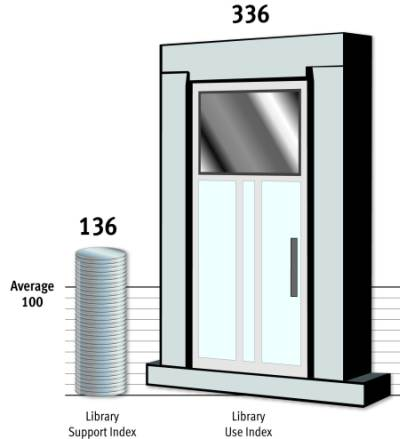 336
136
Average
100
Library
Support Index
Library
Use Index